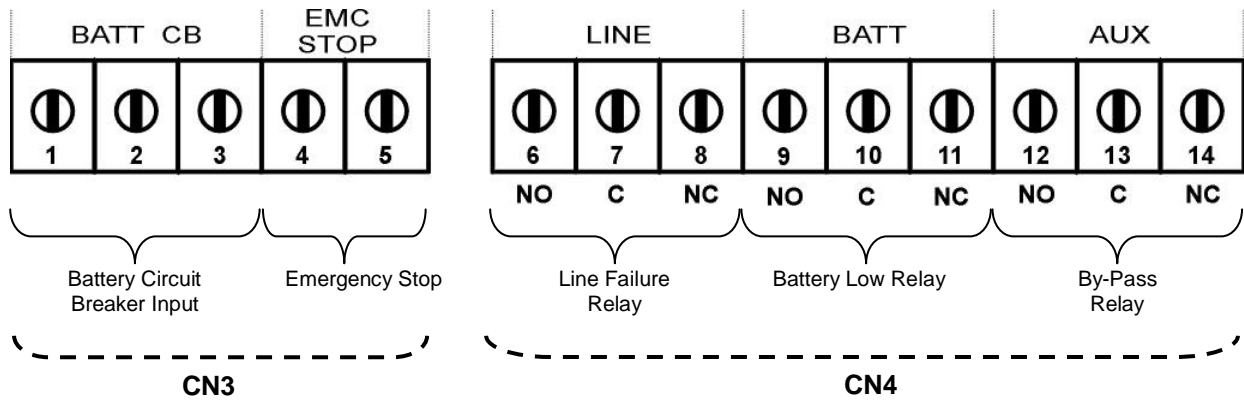 BATT CB
EMC
STOP
LINE
BATT
AUX
1 2 3 4 5 6 7 8 9 10 11 12 13 14
NO C NC NO C NC NO C NC
Battery Circuit
Breaker Input
Emergency Stop
Line Failure
Relay
Battery Low Relay
By-Pass
Relay
CN3
CN4